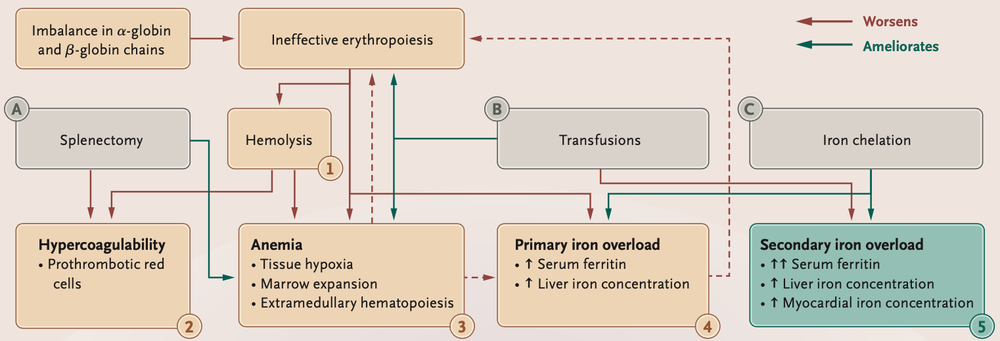 Imbalance in α-globin
and β-globin chains
Ineffective erythropoiesis
Worsens
Ameliorates
A
Splenectomy
Hemolysis
1
B
Transfusions
C
Iron chelation
Hypercoagulability
• Prothrombotic red
cells
2
Anemia
• Tissue hypoxia
• Marrow expansion
• Extramedullary hematopoiesis
3
Primary iron overload
• ↑ Serum ferritin
• ↑ Liver iron concentration
4
Secondary iron overload
• ↑↑ Serum ferritin
• ↑ Liver iron concentration
• ↑ Myocardial iron concentration
5